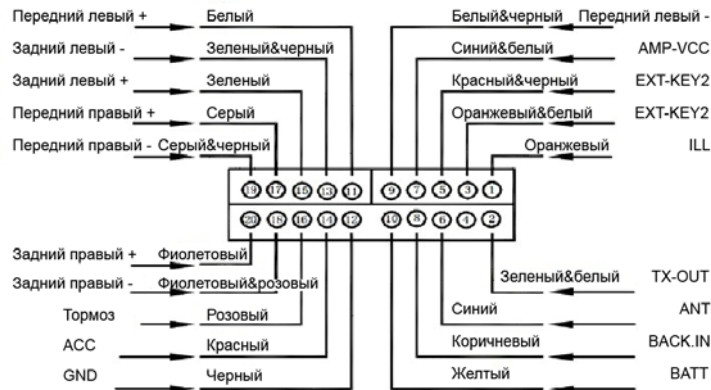 Передний левый + Белый Белый&черный Передний левый -
Задний левый - Зеленый&черный Синий&белый AMP-VCC
Задний левый + Зеленый Красный&черный EXT-KEY2
Передний правый + Серый Оранжевый&белый EXT-KEY2
Передний правый - Серый&черный Оранжевый ILL
19 17 15 13 11 9 7 5 3 1
20 18 16 14 12 10 8 6 4 2
Задний правый + Фиолетовый
Задний правый - Фиолетовый&розовый Зеленый&белый TX-OUT
Тормоз Розовый Синий ANT
ACC Красный Коричневый BACK.IN
GND Черный Желтый BATT